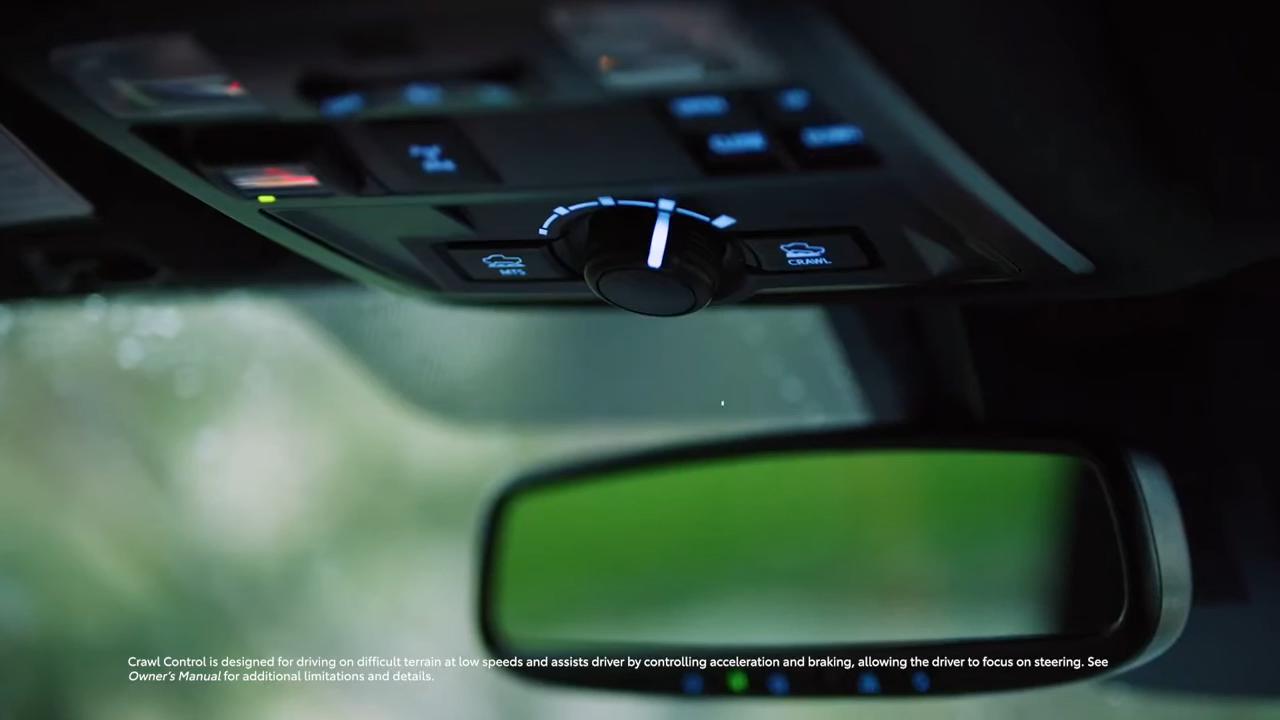 CLOSE
MTS
CRAWL
Crawl Control is designed for driving on difficult terrain at low speeds and assists driver by controlling acceleration and braking, allowing the driver to focus on steering. See
Owner's Manual for additional limitations and details.